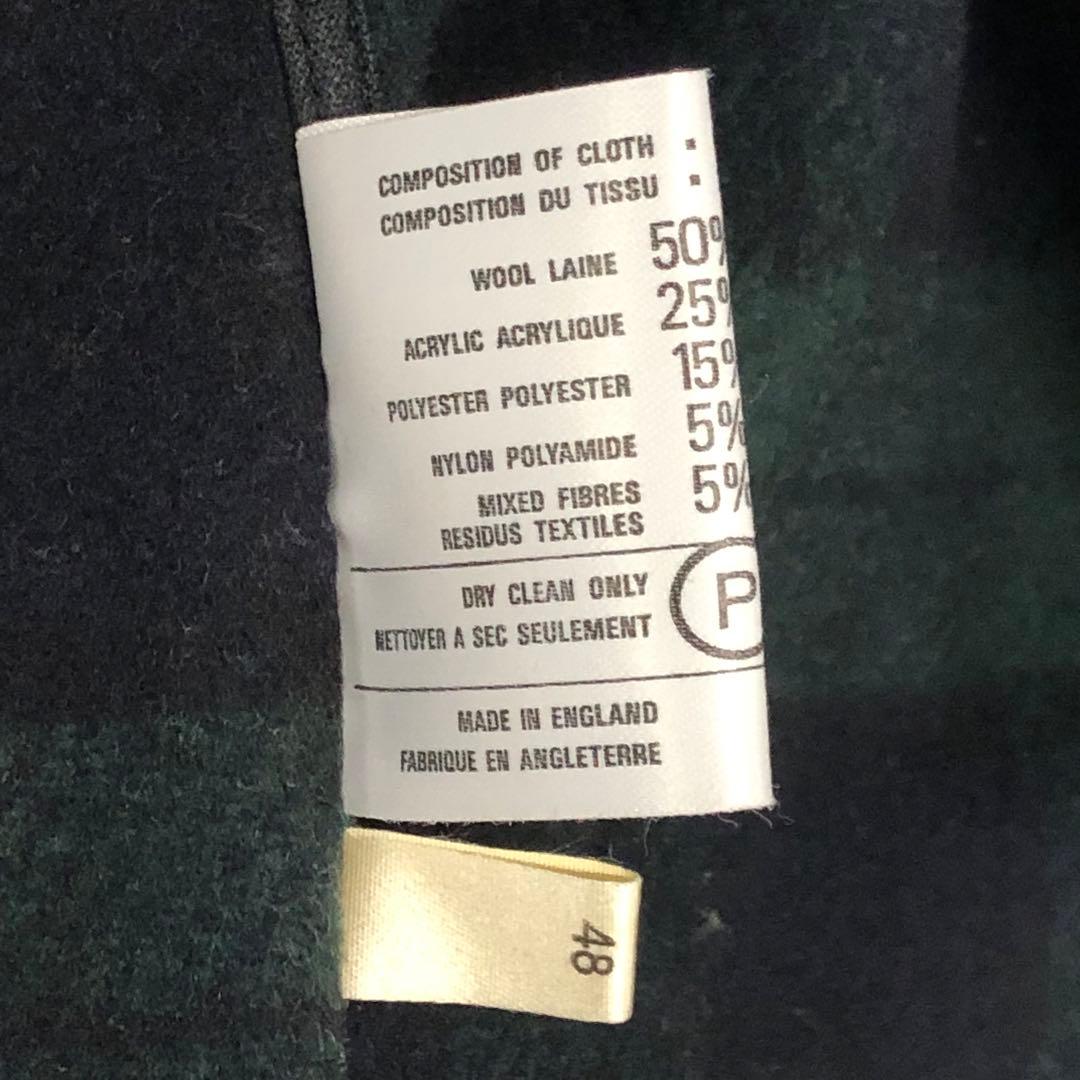 COMPOSITION OF CLOTH :
COMPOSITION DU TISSU :
WOOL LAINE 50%
ACRYLIC ACRYLIQUE 25%
POLYESTER POLYESTER 15%
NYLON POLYAMIDE 5%
MIXED FIBRES 5%
RESIDUS TEXTILES
DRY CLEAN ONLY P
NETTOYER A SEC SEULEMENT
MADE IN ENGLAND
FABRIQUE EN ANGLETERRE
48